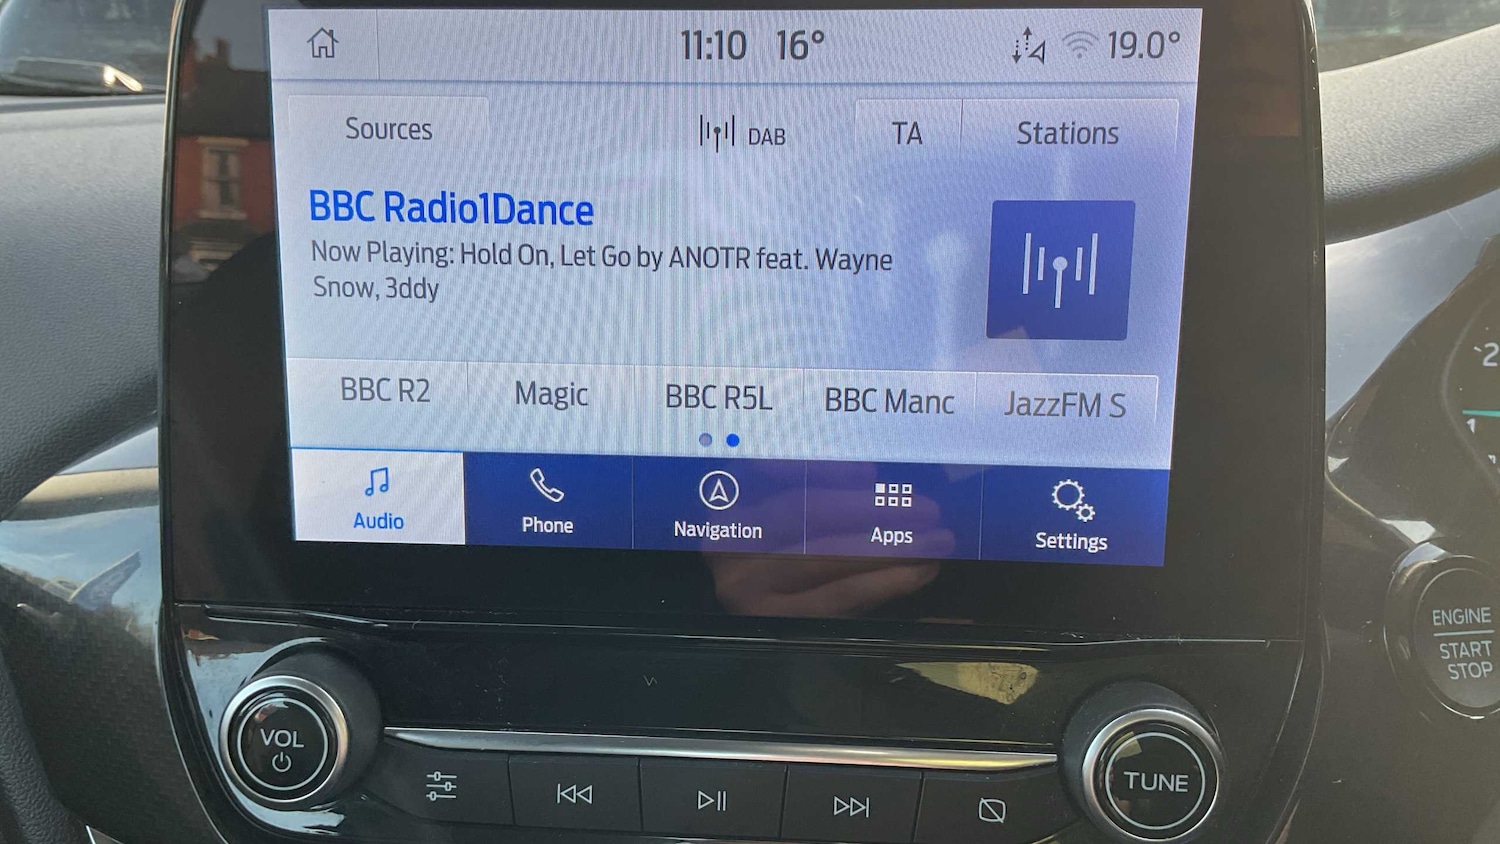 11:10 16° 19.0°
Sources DAB TA Stations
BBC Radio1Dance
Now Playing: Hold On, Let Go by ANOTR feat. Wayne
Snow, 3ddy
BBC R2 Magic BBC R5L BBC Manc JazzFM S
Audio Phone Navigation Apps Settings
ENGINE
START
STOP
VOL
TUNE